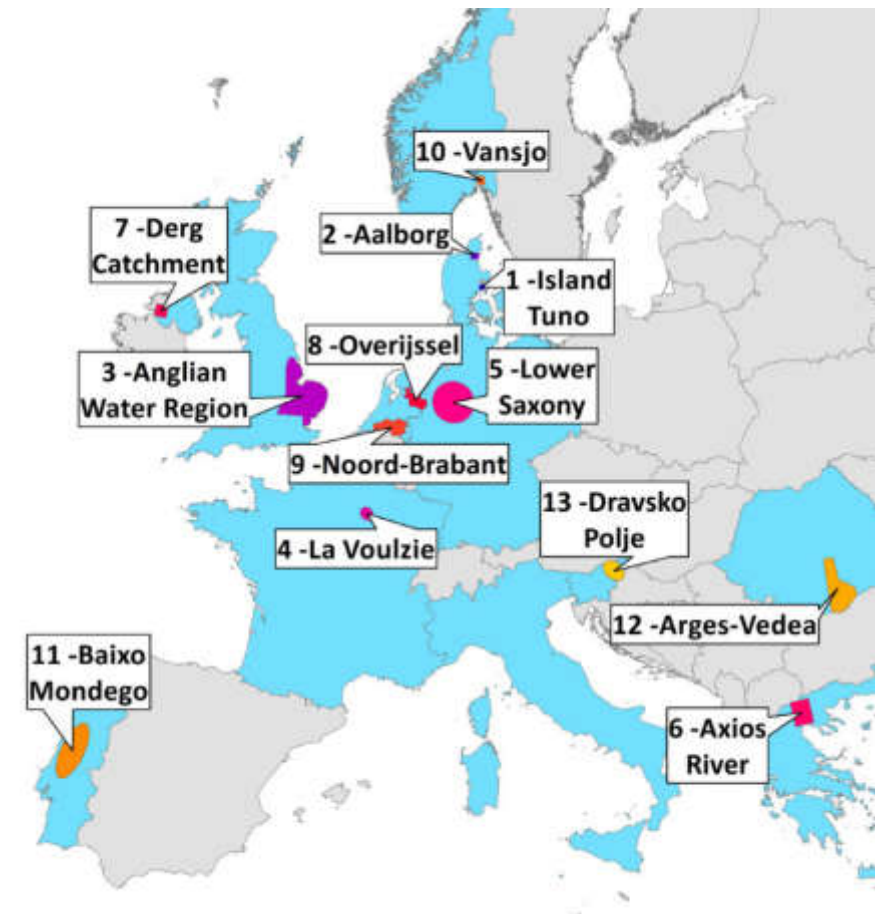 10 -Vansjo
7 -Derg
Catchment
2 -Aalborg
1 -Island
Tuno
8 -Overijssel
3 -Anglian
Water Region
5 -Lower
Saxony
9 -Noord-Brabant
13 -Dravsko
Polje
4 -La Voulzie
12 -Arges-Vedea
11 -Baixo
Mondego
6 -Axios
River